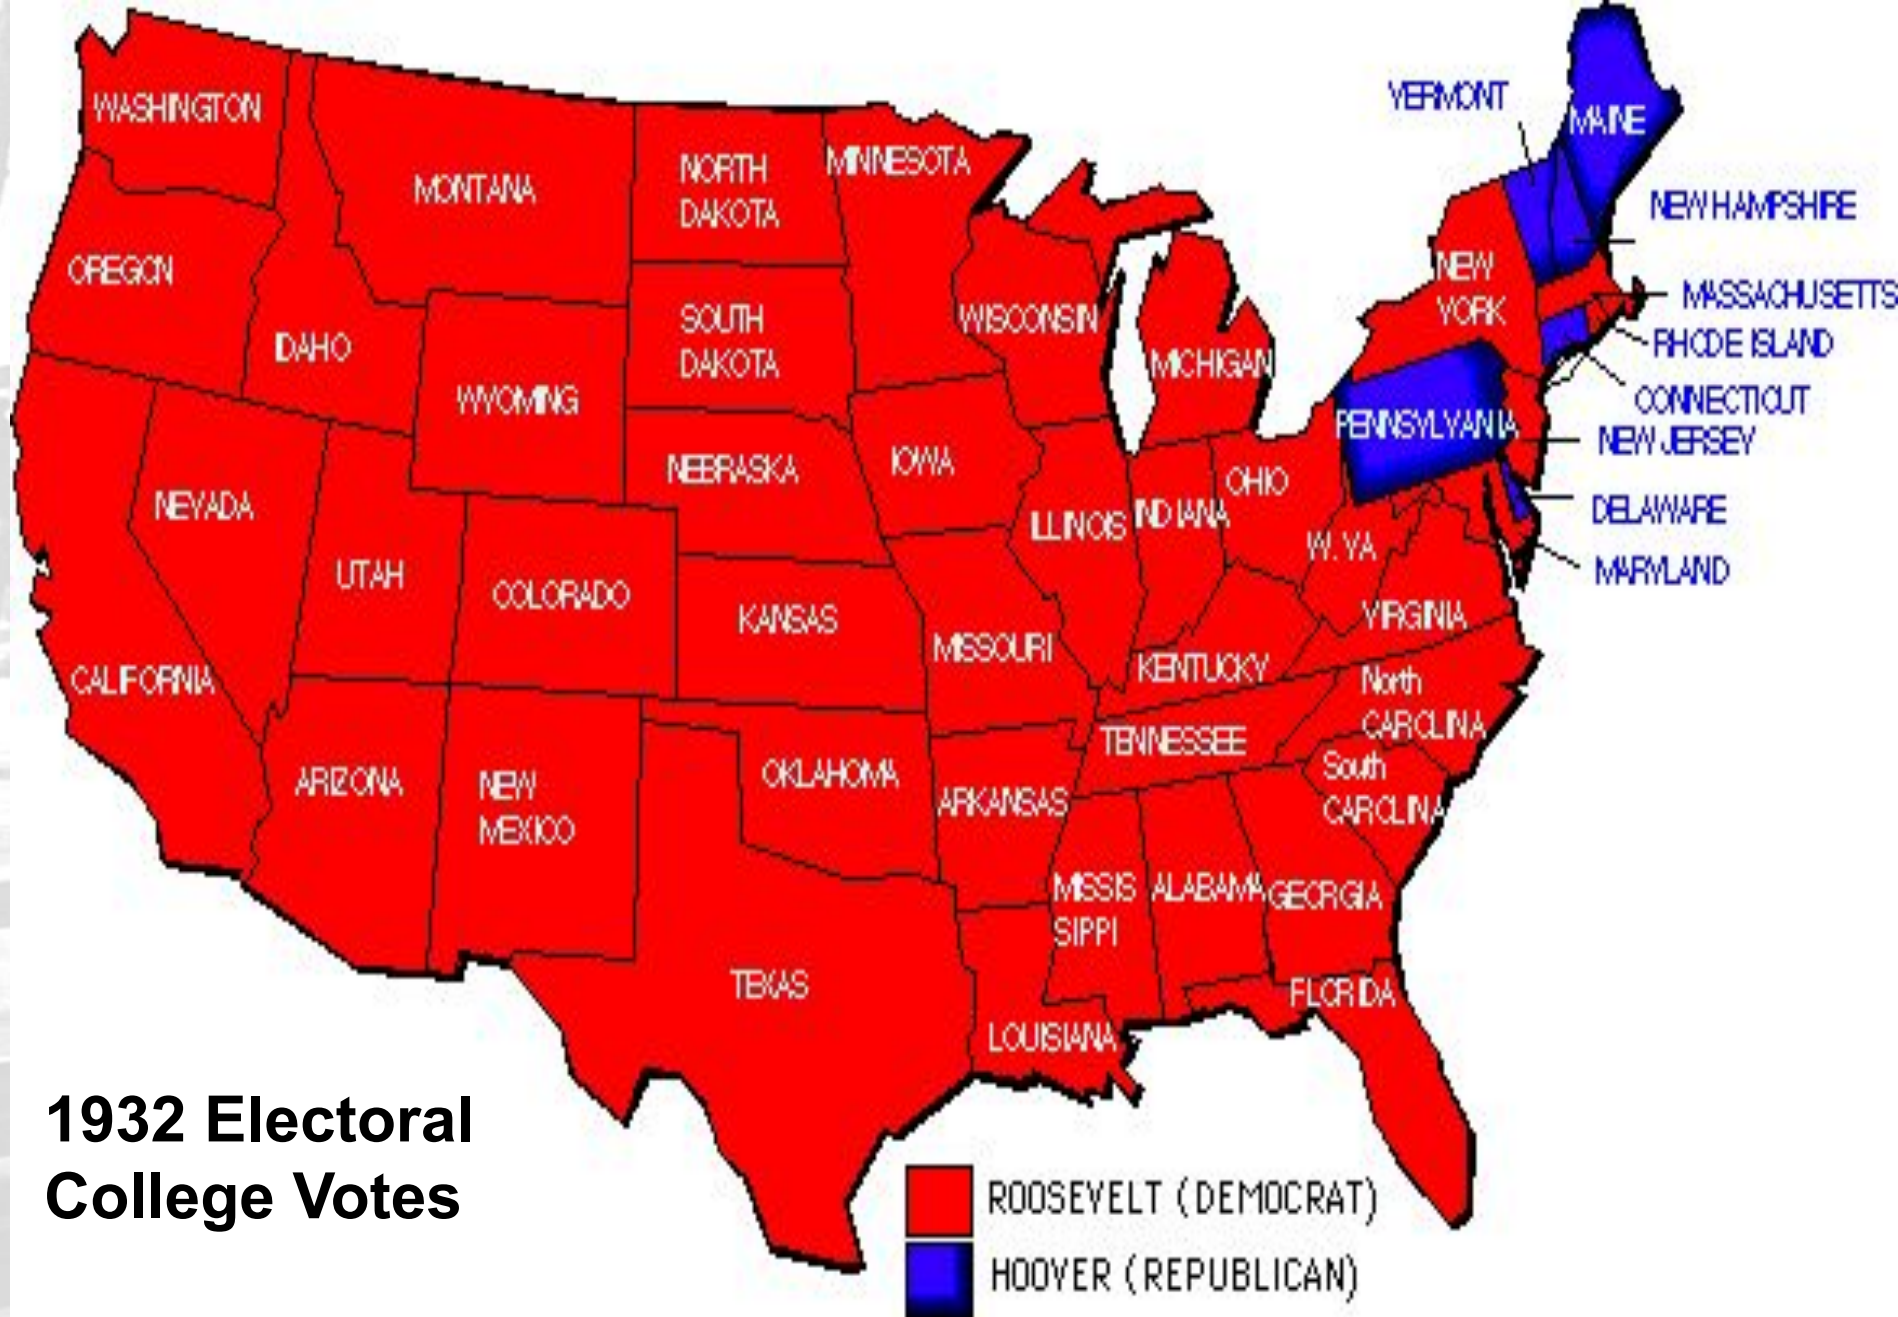 WASHINGTON
OREGON
IDAHO
MONTANA
NORTH
DAKOTA
MINNESOTA
SOUTH
DAKOTA
WYOMING
WISCONSIN
MICHIGAN
NEBRASKA
IOWA
NEVADA
UTAH
COLORADO
KANSAS
CALIFORNIA
ARIZONA
NEW
MEXICO
OKLAHOMA
TEXAS
MISSOURI
ARKANSAS
LOUISIANA
ILLINOIS
INDIANA
OHIO
W. VA
VIRGINIA
KENTUCKY
TENNESSEE
North
CAROLINA
South
CAROLINA
MISSIS
SIPPI
ALABAMA
GEORGIA
FLORIDA
PENNSYLVANIA
NEW
YORK
VERMONT
MAINE
NEW HAMPSHIRE
MASSACHUSETTS
RHODE ISLAND
CONNECTICUT
NEW JERSEY
DELAWARE
MARYLAND
1932 Electoral
College Votes
ROOSEVELT (DEMOCRAT)
HOOVER (REPUBLICAN)